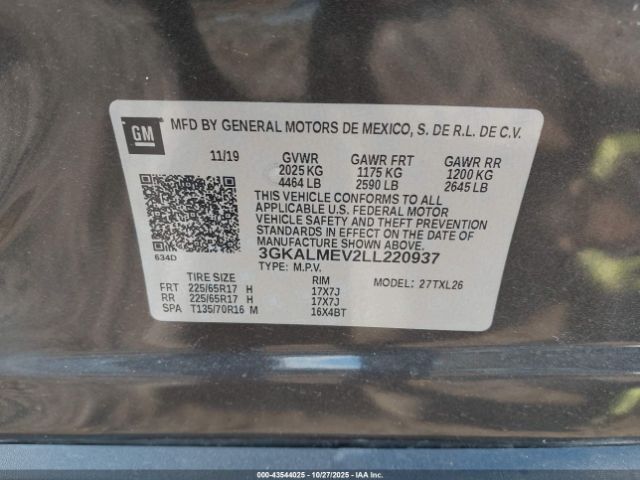 GM
MFD BY GENERAL MOTORS DE MEXICO, S. DE R.L. DE C.V.
11/19 GVWR GAWR FRT GAWR RR
2025 KG 1175 KG 1200 KG
4464 LB 2590 LB 2645 LB
THIS VEHICLE CONFORMS TO ALL
APPLICABLE U.S. FEDERAL MOTOR
VEHICLE SAFETY AND THEFT PREVENTION
STANDARDS IN EFFECT ON THE
DATE OF MANUFACTURE SHOWN ABOVE.
634D 3GKALMEV2LL220937
TYPE: M.P.V.
TIRE SIZE RIM MODEL: 27TXL26
FRT 225/65R17 H 17X7J
RR 225/65R17 H 17X7J
SPA T135/70R16 M 16X4BT
© 43544025 | 10/27/2025 | IAAI.com